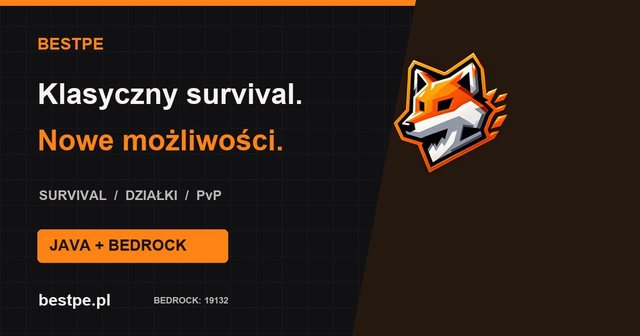 BESTPE
Klasyczny survival.
Nowe możliwości.
SURVIVAL / DZIAŁKI / PvP
JAVA + BEDROCK
bestpe.pl
BEDROCK: 19132